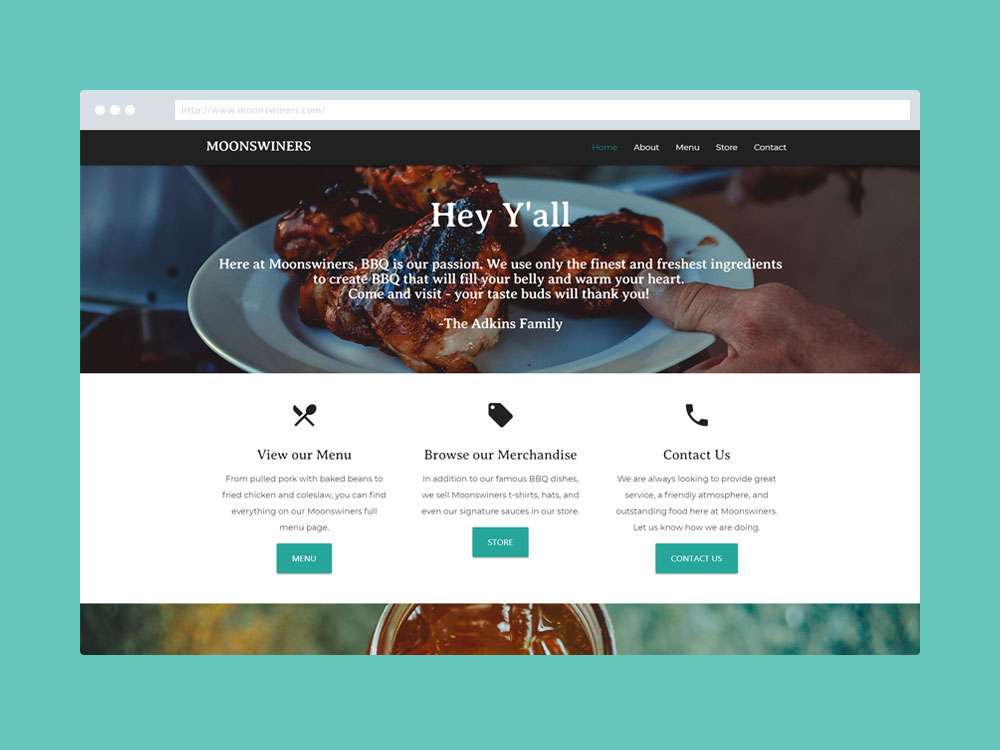 http://www.moonswiners.com/
MOONSWINERS
Home About Menu Store Contact
Hey Y'all
Here at Moonswiners, BBQ is our passion. We use only the finest and freshest ingredients
to create BBQ that will fill your belly and warm your heart.
Come and visit - your taste buds will thank you!
-The Adkins Family
View our Menu
From pulled pork with baked beans to
fried chicken and coleslaw, you can find
everything on our Moonswiners full
menu page.
MENU
Browse our Merchandise
In addition to our famous BBQ dishes,
we sell Moonswiners t-shirts, hats, and
even our signature sauces in our store.
STORE
Contact Us
We are always looking to provide great
service, a friendly atmosphere, and
outstanding food here at Moonswiners.
Let us know how we are doing.
CONTACT US